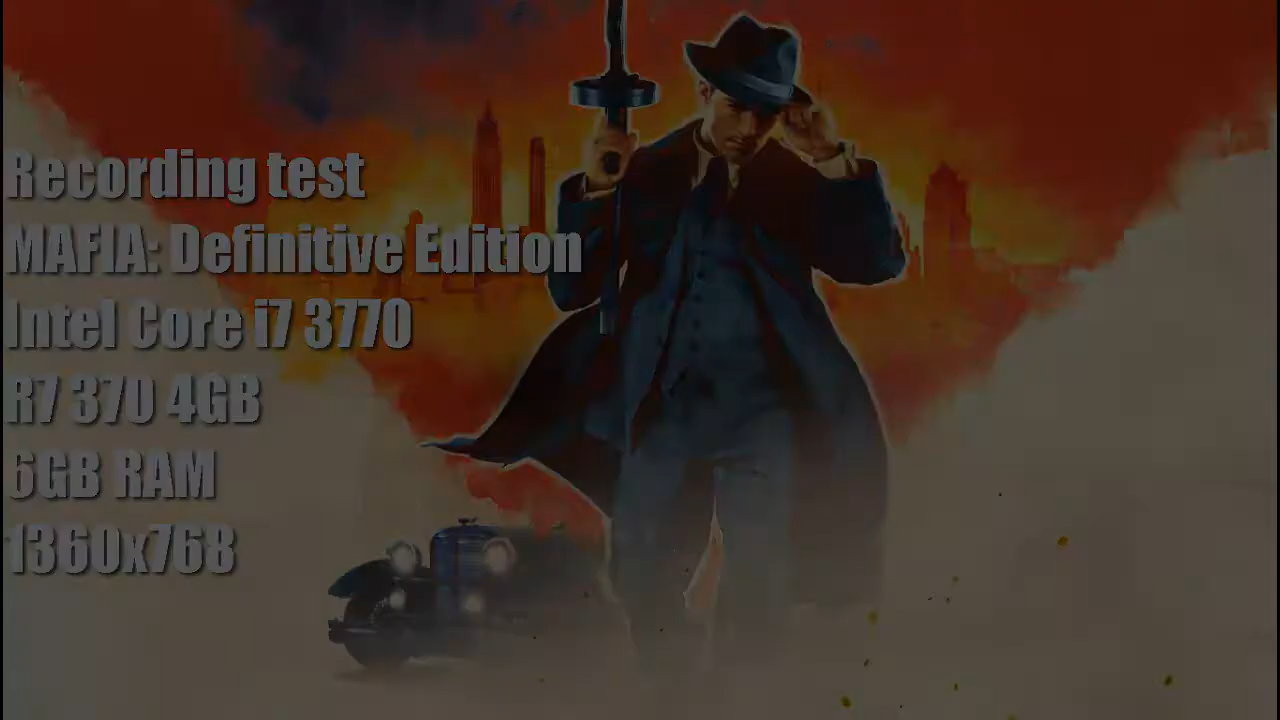 Recording test
MAFIA: Definitive Edition
Intel Core i7 3770
R7 370 4GB
6GB RAM
1360x768